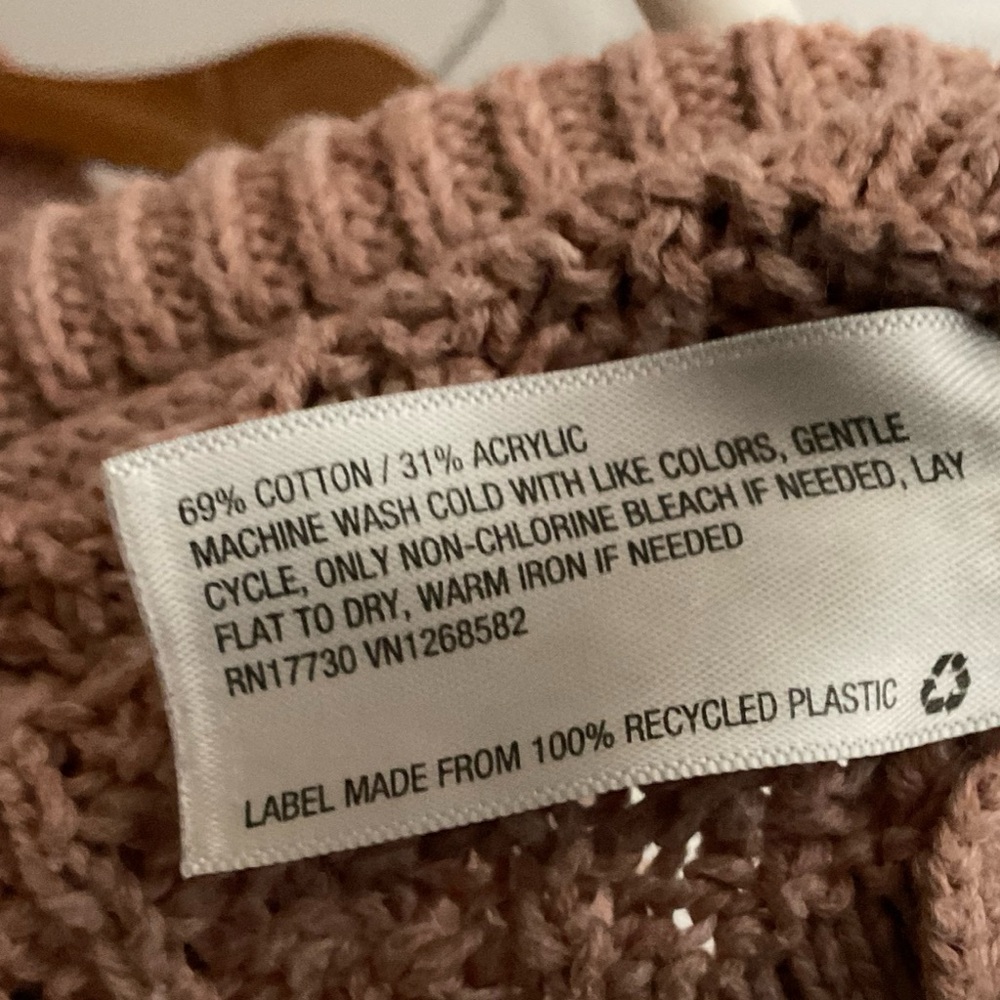 69% COTTON / 31% ACRYLIC
MACHINE WASH COLD WITH LIKE COLORS, GENTLE
CYCLE, ONLY NON-CHLORINE BLEACH IF NEEDED, LAY
FLAT TO DRY, WARM IRON IF NEEDED
RN17730 VN1268582
LABEL MADE FROM 100% RECYCLED PLASTIC